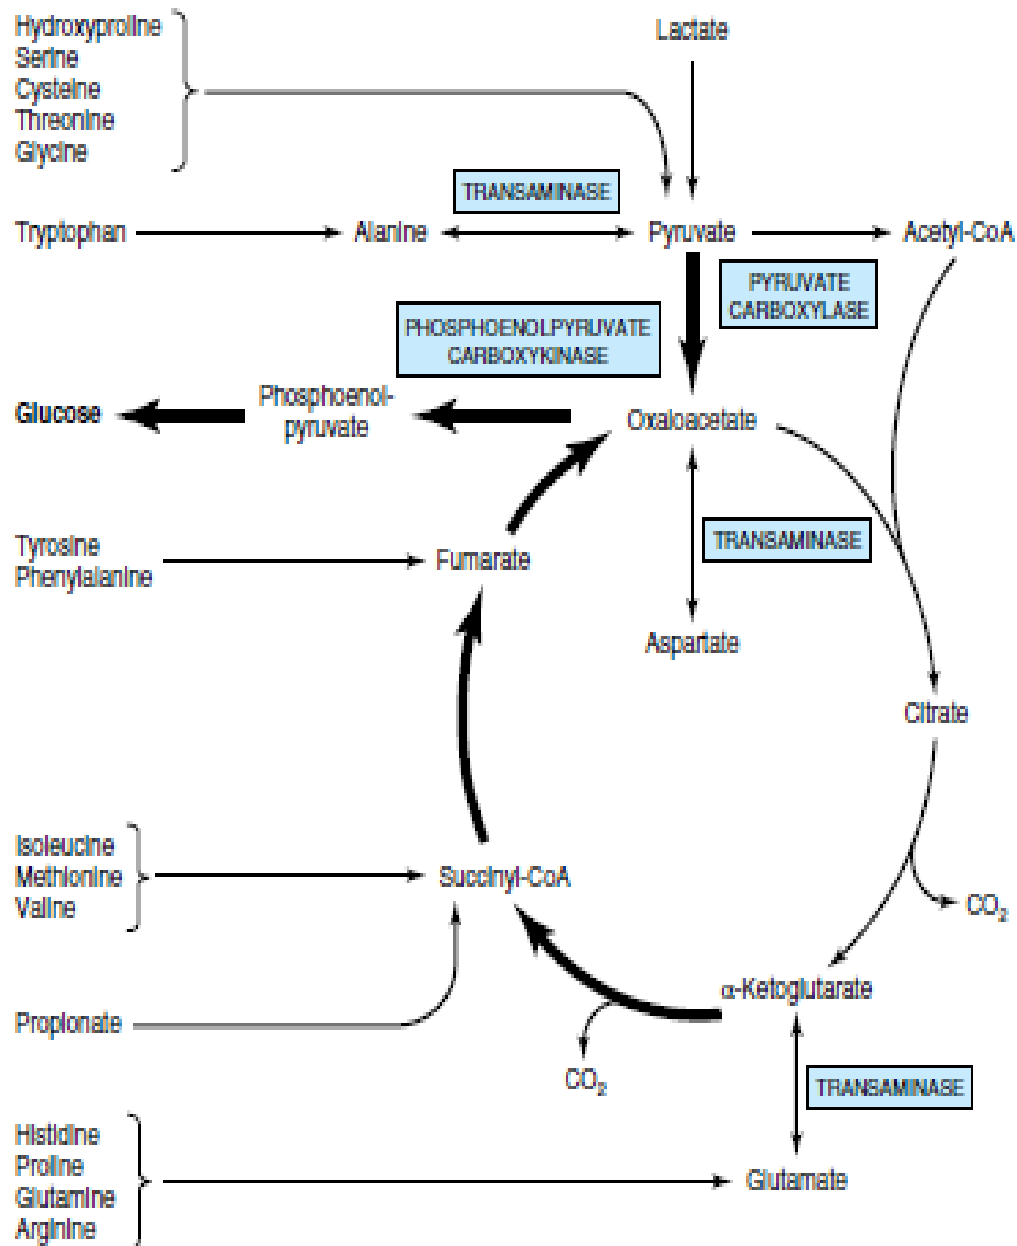 Hydroxyproline
Serine
Cysteine
Threonine
Glycine
Lactate
TRANSAMINASE
Tryptophan
Alanine
Pyruvate
Acetyl-CoA
PYRUVATE
CARBOXYLASE
PHOSPHOENOLPYRUVATE
CARBOXYKINASE
Glucose
Phosphoenol-
pyruvate
Oxaloacetate
TRANSAMINASE
Tyrosine
Phenylalanine
Fumarate
Aspartate
Citrate
Isoleucine
Methionine
Valine
Succinyl-CoA
CO₂
α-Ketoglutarate
Propionate
CO₂
TRANSAMINASE
Histidine
Proline
Glutamine
Arginine
Glutamate